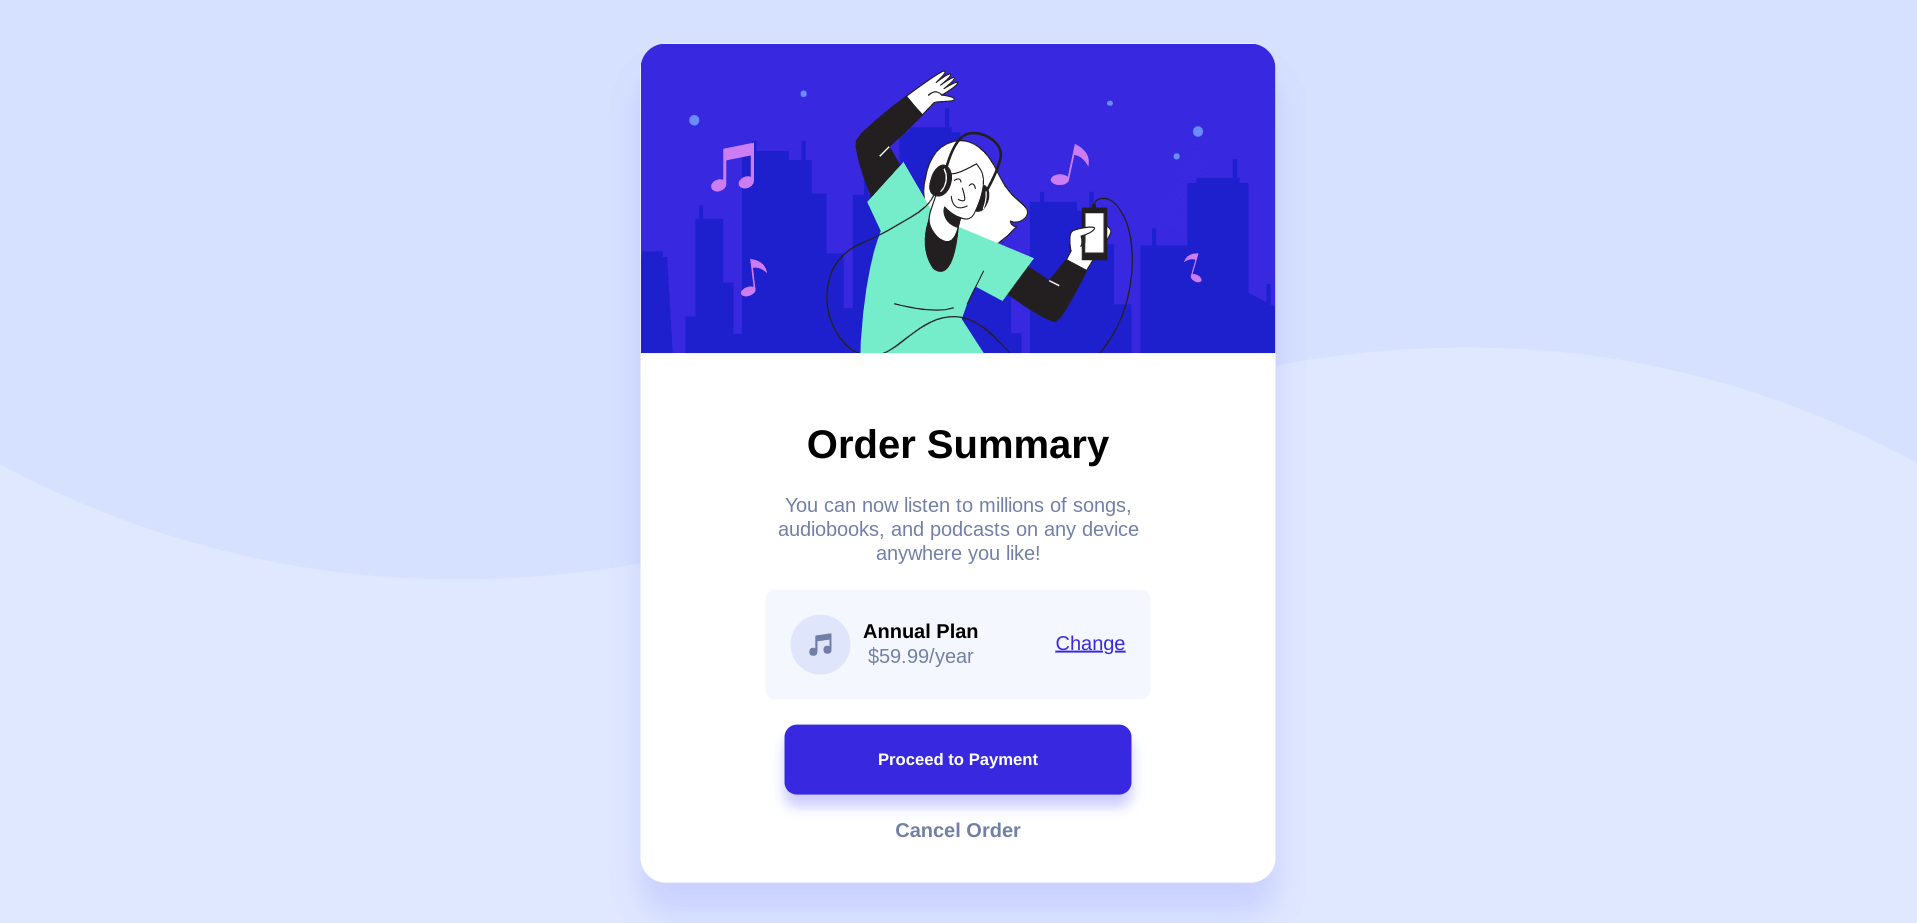 Order Summary
You can now listen to millions of songs,
audiobooks, and podcasts on any device
anywhere you like!
Annual Plan
$59.99/year
Change
Proceed to Payment
Cancel Order